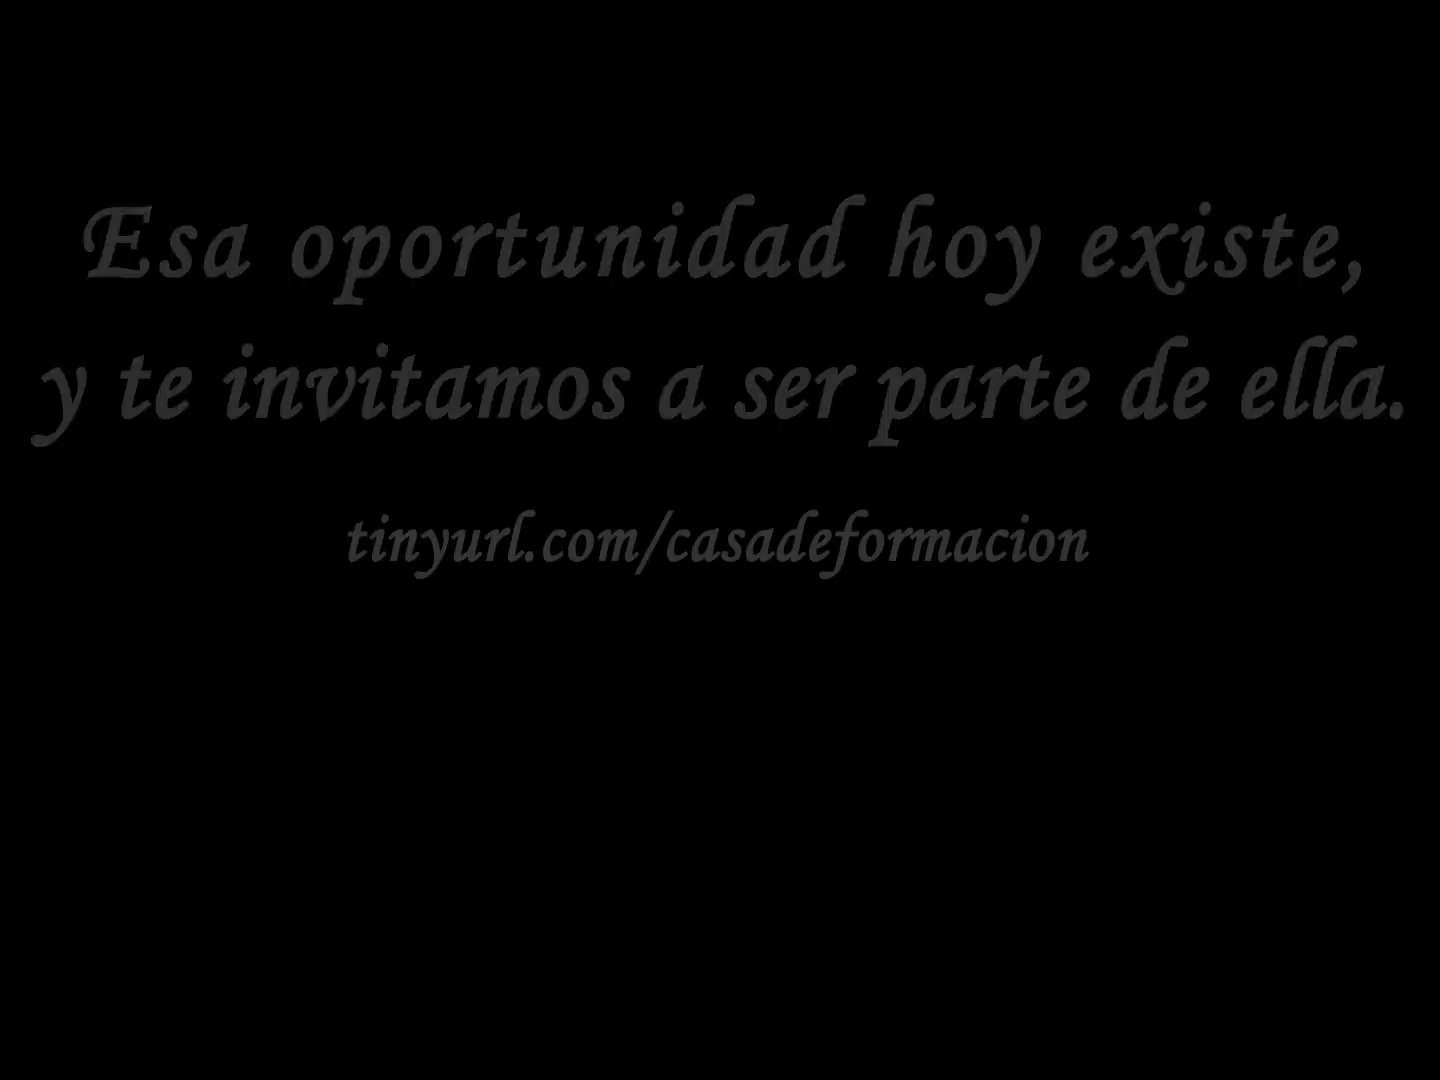 Esa oportunidad hoy existe,
y te invitamos a ser parte de ella.
tinyurl.com/casadeformacion